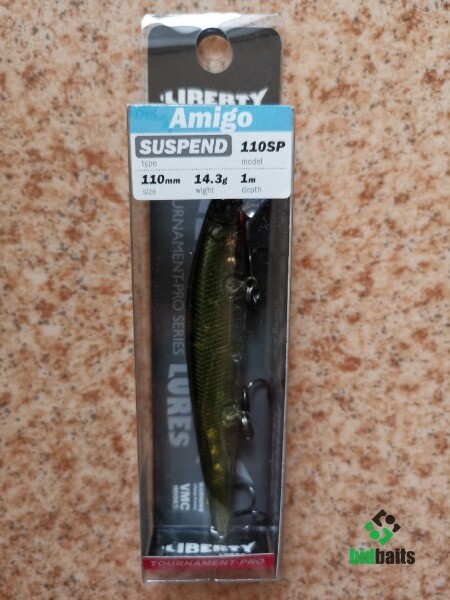 LIBERTY
Amigo
SUSPEND 110SP
type model
110mm 14.3g 1m
size wight depth
TOURNAMENT-PRO SERIES
LURES
VMC
HOOKS
LIBERTY
TOURNAMENT-PRO
bidbaits